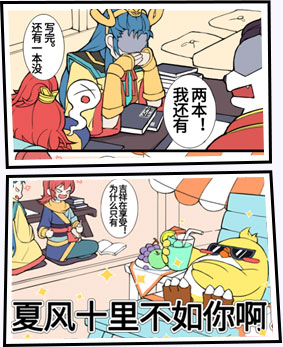 还有一本没
写完。
我还有
两本！
为什么只有
吉祥在享受！
夏风十里不如你啊